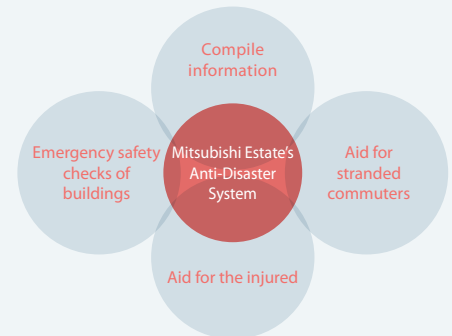 Compile
information
Emergency safety
checks of
buildings
Mitsubishi Estate's
Anti-Disaster
System
Aid for
stranded
commuters
Aid for the injured